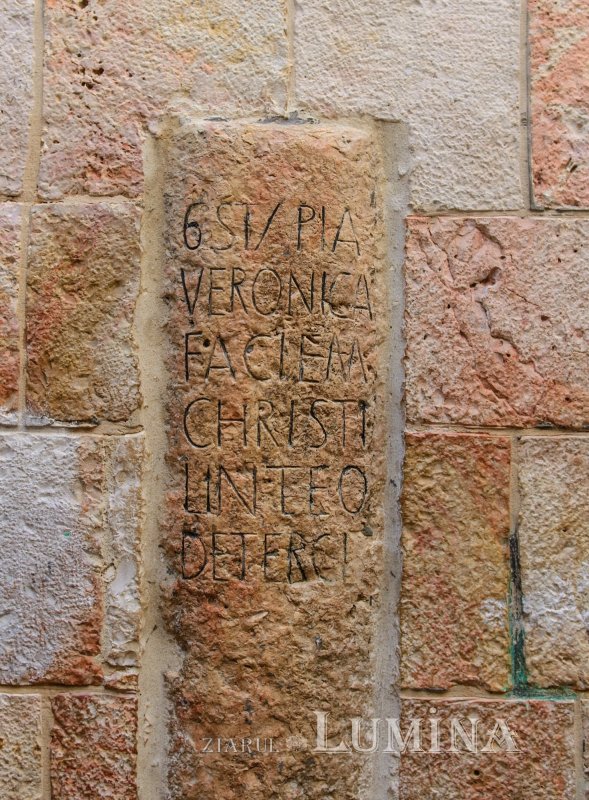 6 ST/ PIA
VERONICA
FACIEM
CHRISTI
LINTEO
DETERCI
ZIARUL LUMINA